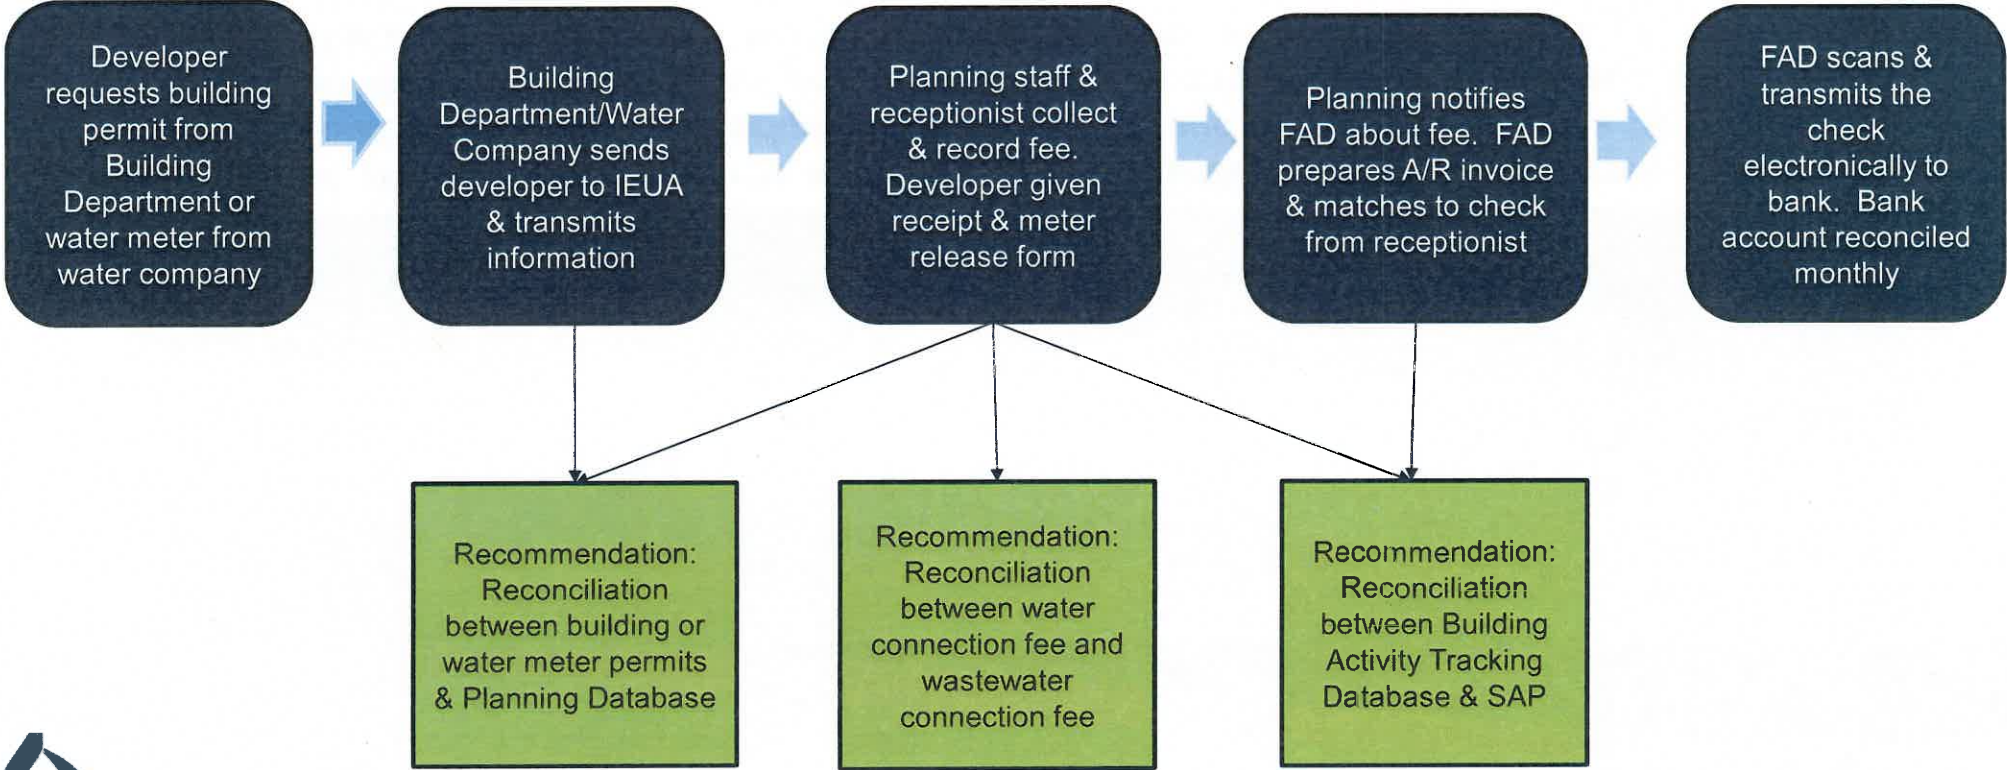 Developer
requests building
permit from
Building
Department or
water meter from
water company
Building
Department/Water
Company sends
developer to IEUA
& transmits
information
Planning staff &
receptionist collect
& record fee.
Developer given
receipt & meter
release form
Planning notifies
FAD about fee.  FAD
prepares A/R invoice
& matches to check
from receptionist
FAD scans &
transmits the
check
electronically to
bank.  Bank
account reconciled
monthly
Recommendation:
Reconciliation
between building or
water meter permits
& Planning Database
Recommendation:
Reconciliation
between water
connection fee and
wastewater
connection fee
Recommendation:
Reconciliation
between Building
Activity Tracking
Database & SAP